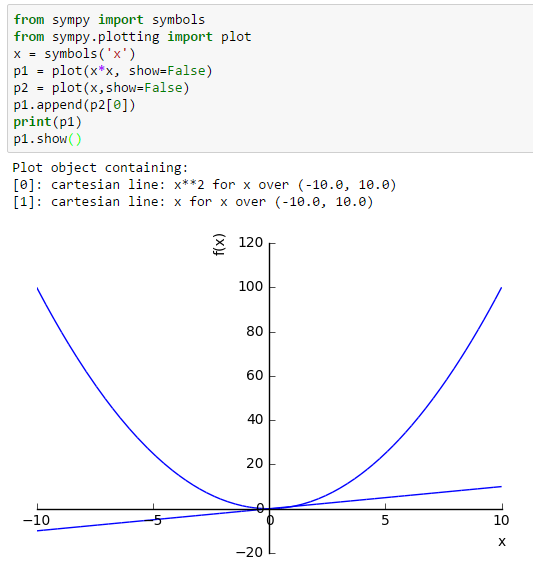 from sympy import symbols
from sympy.plotting import plot
x = symbols('x')
p1 = plot(x*x, show=False)
p2 = plot(x,show=False)
p1.append(p2[0])
print(p1)
p1.show()
Plot object containing:
[0]: cartesian line: x**2 for x over (-10.0, 10.0)
[1]: cartesian line: x for x over (-10.0, 10.0)
f(x)
120
100
80
60
40
20
0
−10 −5 0 5 10
x
−20